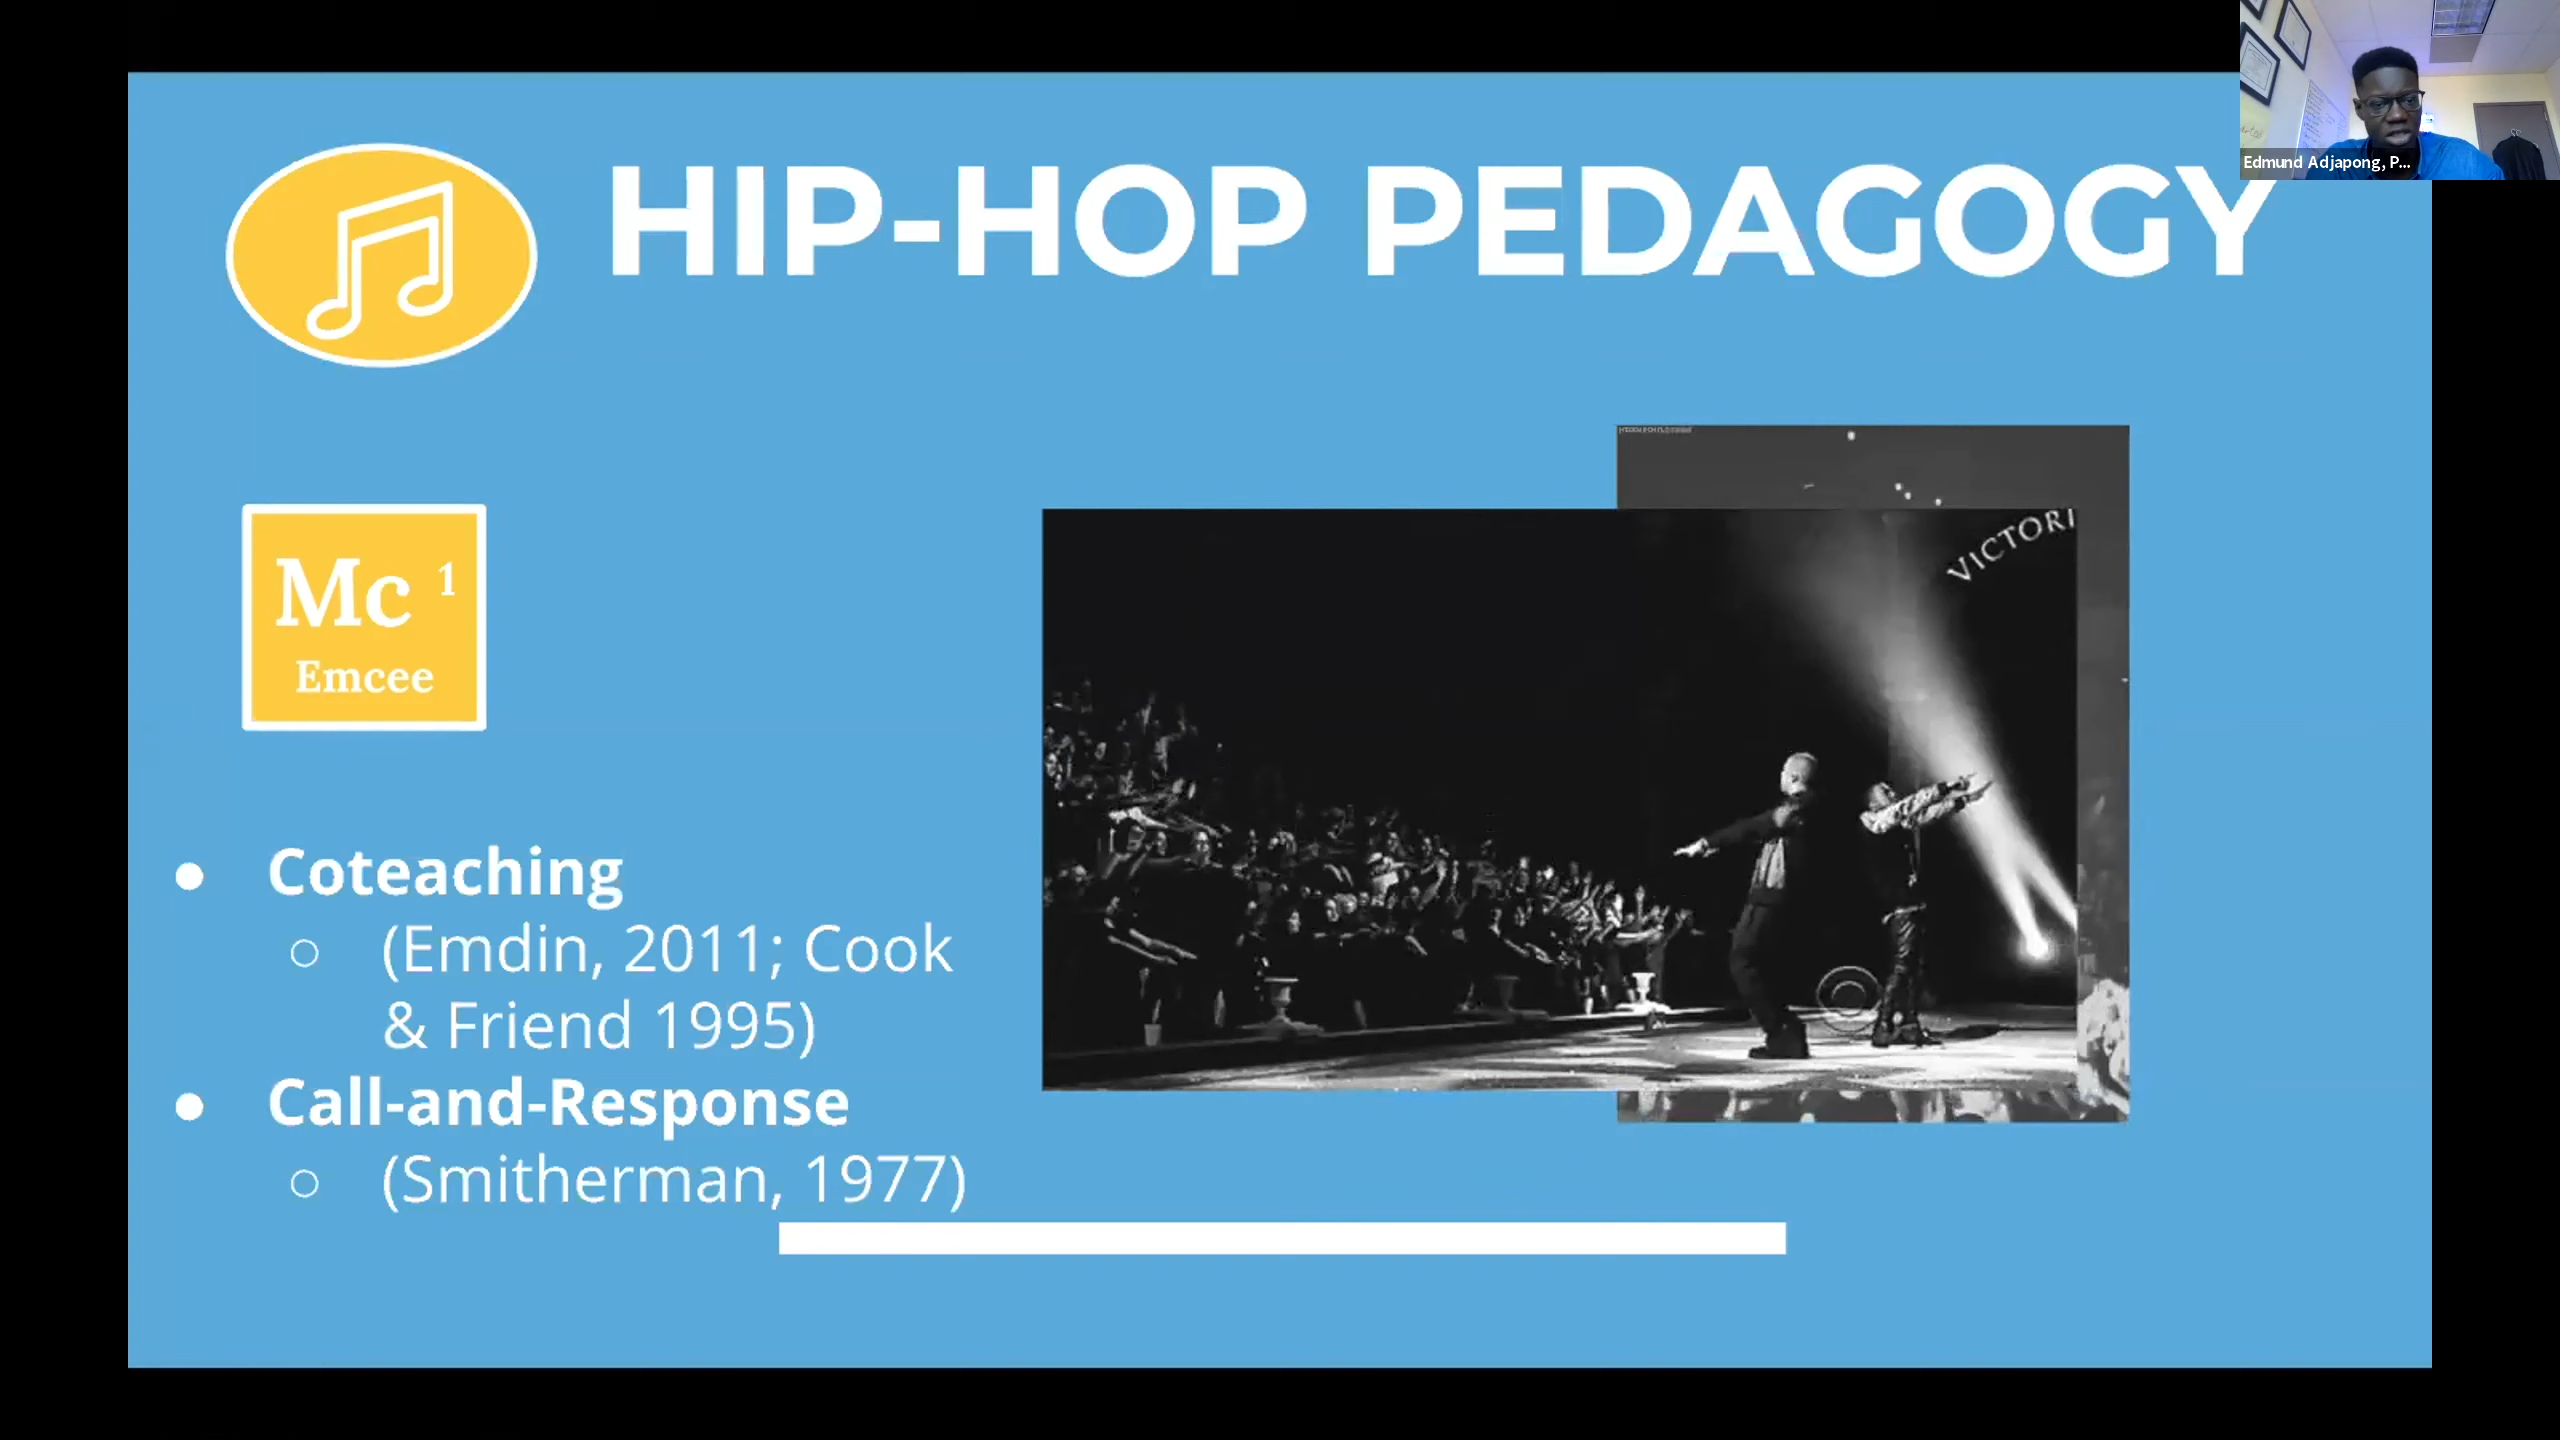 Edmund Adjapong, P...
HIP-HOP PEDAGOGY
VICTORI
Mc 1
Emcee
● Coteaching
○ (Emdin, 2011; Cook
& Friend 1995)
● Call-and-Response
○ (Smitherman, 1977)